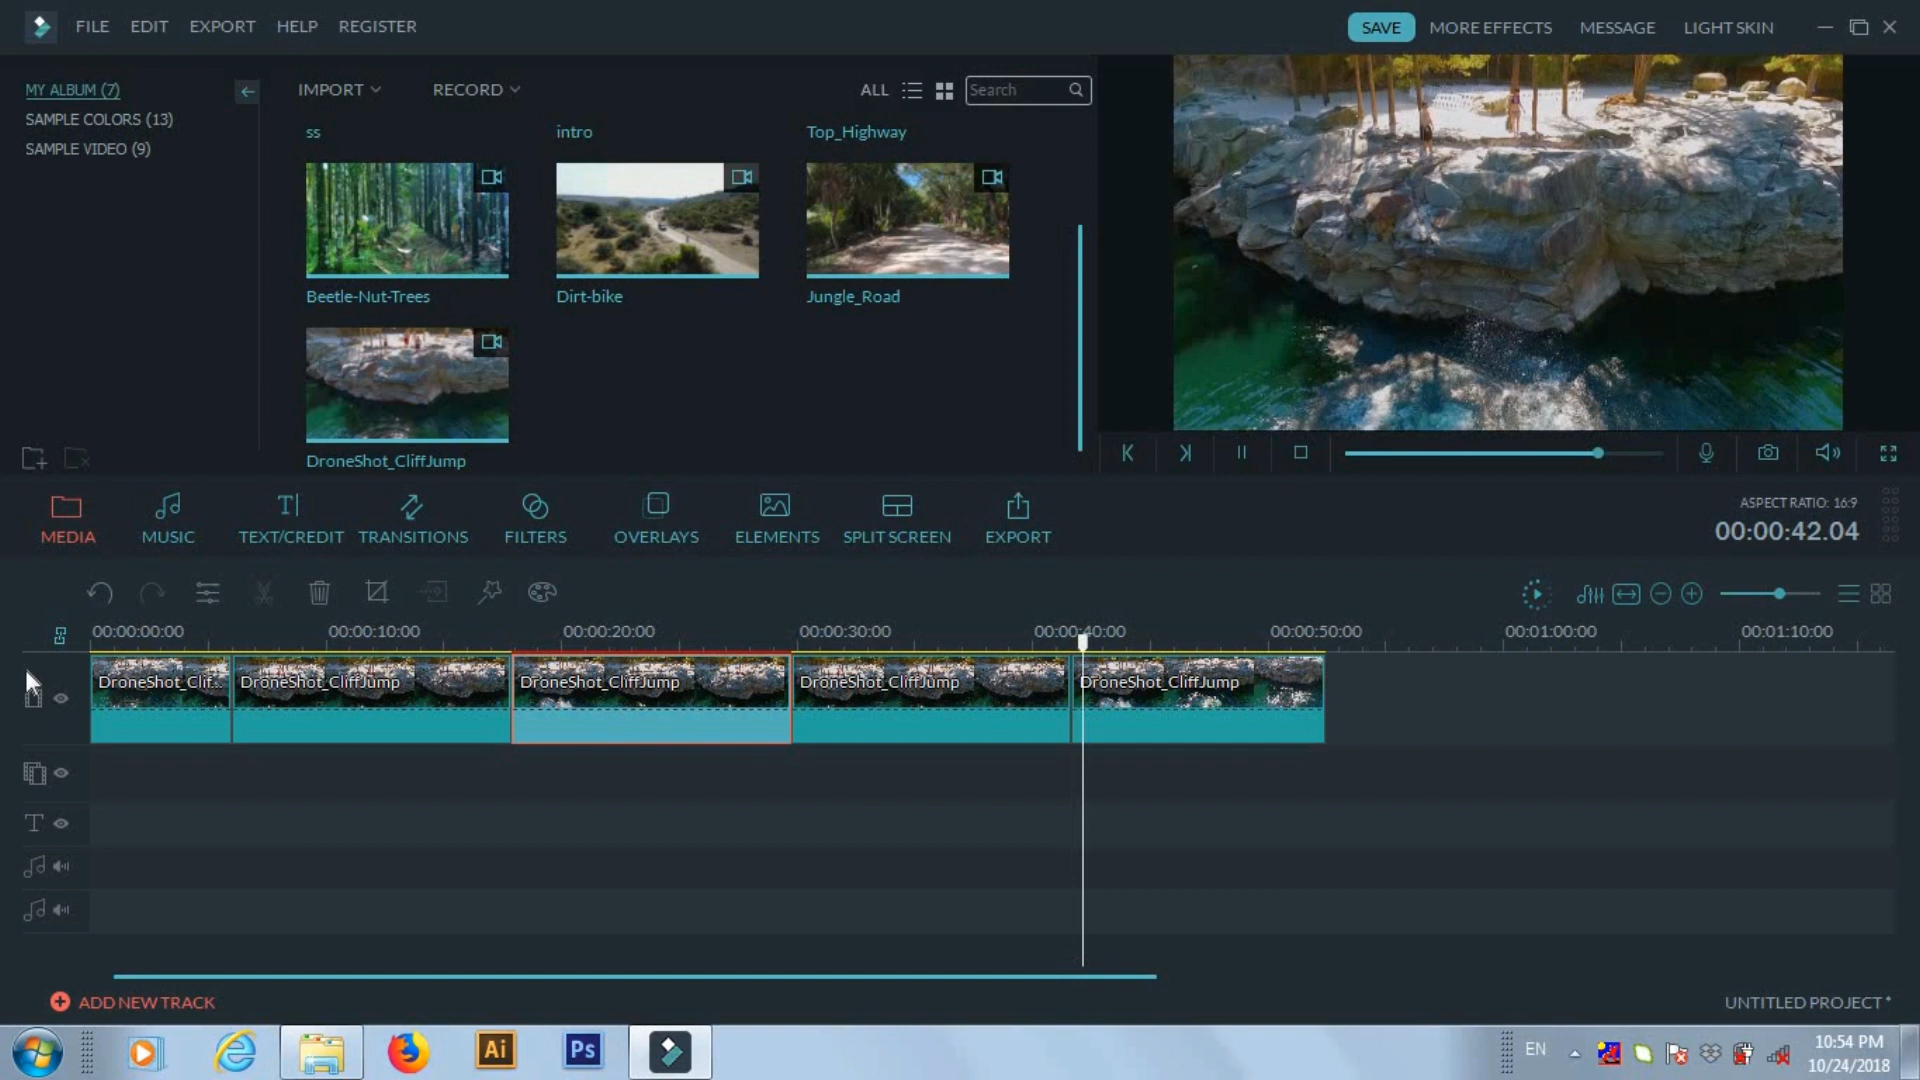 FILE EDIT EXPORT HELP REGISTER
SAVE MORE EFFECTS MESSAGE LIGHT SKIN
MY ALBUM (7)
SAMPLE COLORS (13)
SAMPLE VIDEO (9)
IMPORT RECORD ALL Search
ss intro Top_Highway
Beetle-Nut-Trees Dirt-bike Jungle_Road
DroneShot_CliffJump
MEDIA MUSIC TEXT/CREDIT TRANSITIONS FILTERS OVERLAYS ELEMENTS SPLIT SCREEN EXPORT
ASPECT RATIO: 16:9
00:00:42.04
00:00:00:00 00:00:10:00 00:00:20:00 00:00:30:00 00:00:40:00 00:00:50:00 00:01:00:00 00:01:10:00
DroneShot_Clif... DroneShot_CliffJump DroneShot_CliffJump DroneShot_CliffJump DroneShot_CliffJump
ADD NEW TRACK
UNTITLED PROJECT *
Ai Ps
EN
10:54 PM
10/24/2018